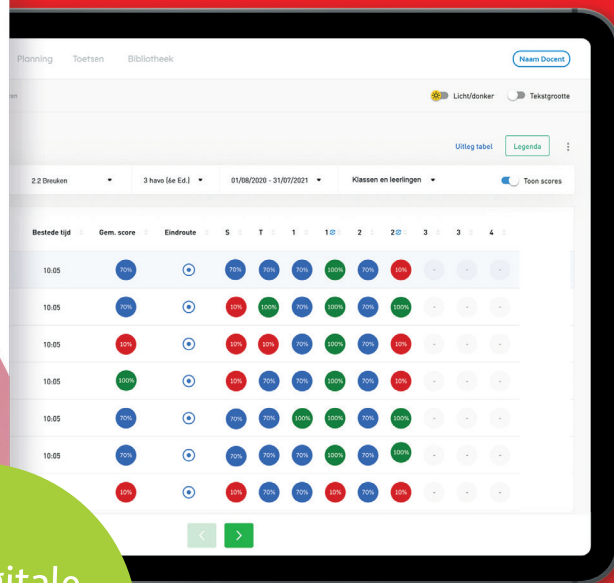 Planning Toetsen Bibliotheek Naam Docent
Licht/donker Tekstgrootte
Uitleg tabel Legenda
2.2 Breuken 3 havo (6e Ed.) 01/08/2020 - 31/07/2021 Klassen en leerlingen Toon scores
Bestede tijd Gem. score Eindroute S T 1 1 2 2 3 3 4
10:05 70% 70% 70% 70% 100% 70% 10% - - -
10:05 70% 10% 100% 70% 100% 70% 100% - - -
10:05 10% 10% 10% 70% 100% 70% 10% - - -
10:05 100% 10% 70% 70% 100% 70% 10% - - -
10:05 70% 70% 70% 100% 100% 70% 100% - - -
10:05 70% 70% 70% 70% 100% 70% 100% - - -
10% 10% 70% 70% 10% 70% 10% - - -